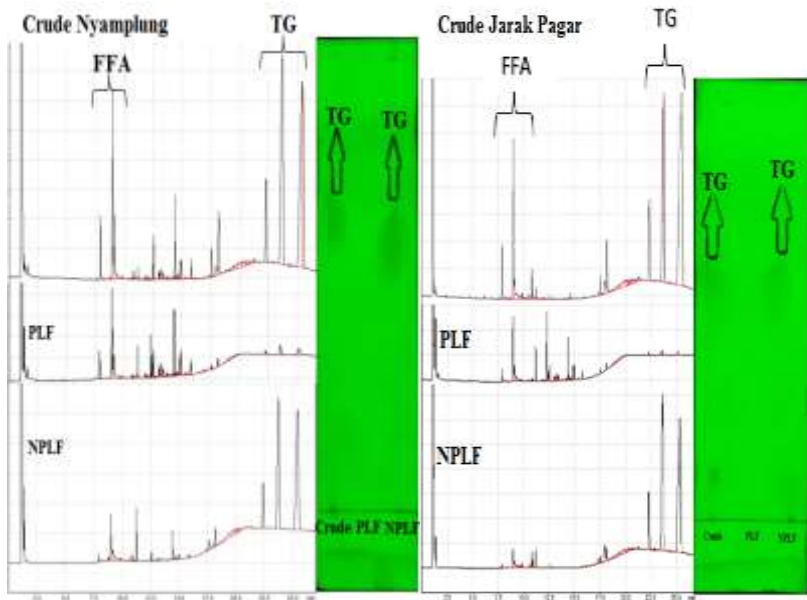 Crude Nyamplung
TG
FFA
TG
TG
PLF
NPLF
Crude PLF NPLF
Crude Jarak Pagar
TG
FFA
TG
TG
PLF
NPLF
Crude PLF NPLF